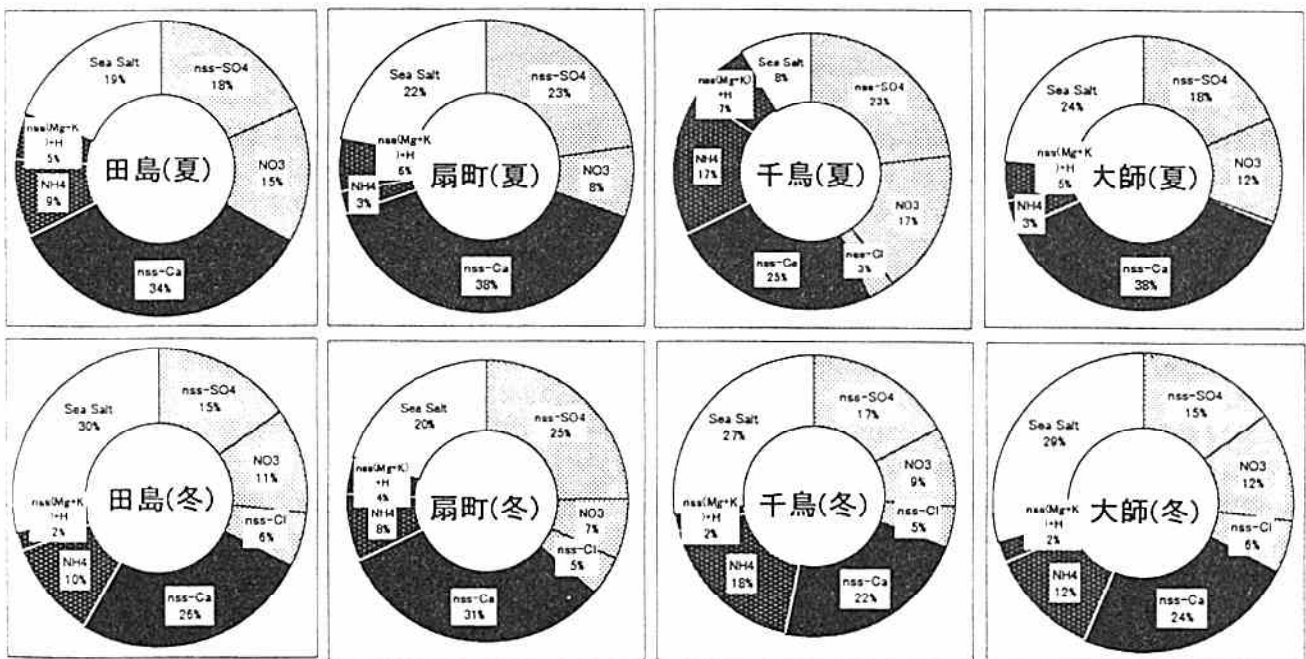 Sea Salt
19%
nss-SO4
18%
nss(Mg+K
)+H
5%
NH4
9%
NO3
15%
nss-Ca
34%
田島(夏)
Sea Salt
22%
nss-SO4
23%
nss(Mg+K
)+H
6%
NH4
3%
NO3
8%
nss-Ca
38%
扇町(夏)
Sea Salt
8%
nss-SO4
23%
nss(Mg+K)
+H
7%
NH4
17%
NO3
17%
nss-Cl
3%
nss-Ca
25%
千鳥(夏)
Sea Salt
24%
nss-SO4
18%
nss(Mg+K
)+H
5%
NH4
3%
NO3
12%
nss-Ca
38%
大師(夏)
Sea Salt
30%
nss-SO4
15%
NO3
11%
nss-Cl
6%
nss(Mg+K
)+H
2%
NH4
10%
nss-Ca
26%
田島(冬)
Sea Salt
20%
nss-SO4
25%
nss(Mg+K)
+H
4%
NH4
8%
NO3
7%
nss-Cl
5%
nss-Ca
31%
扇町(冬)
Sea Salt
27%
nss-SO4
17%
NO3
9%
nss-Cl
5%
nss(Mg+K
)+H
2%
NH4
18%
nss-Ca
22%
千鳥(冬)
Sea Salt
29%
nss-SO4
15%
NO3
12%
nss-Cl
6%
nss(Mg+K
)+H
2%
NH4
12%
nss-Ca
24%
大師(冬)